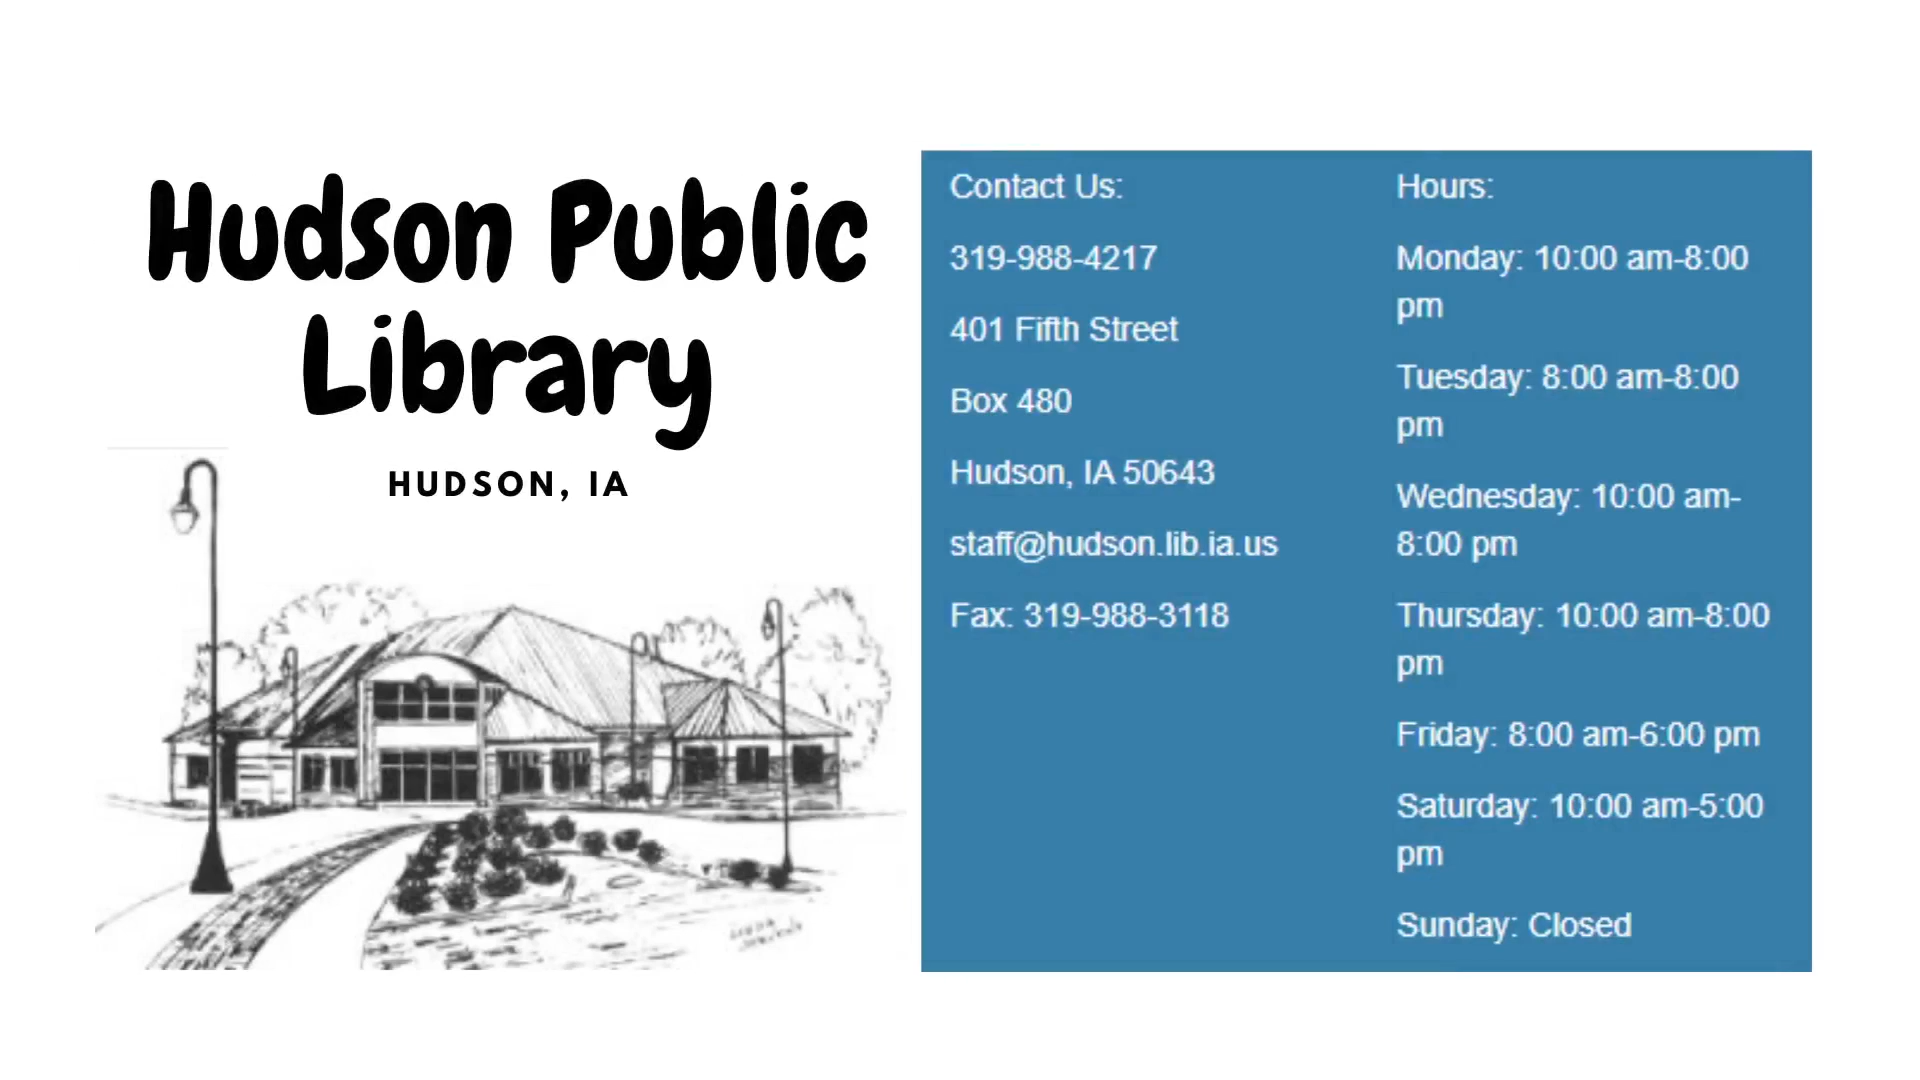 Hudson Public
Library
HUDSON, IA
Contact Us:
319-988-4217
401 Fifth Street
Box 480
Hudson, IA 50643
staff@hudson.lib.ia.us
Fax: 319-988-3118
Hours:
Monday: 10:00 am-8:00
pm
Tuesday: 8:00 am-8:00
pm
Wednesday: 10:00 am-
8:00 pm
Thursday: 10:00 am-8:00
pm
Friday: 8:00 am-6:00 pm
Saturday: 10:00 am-5:00
pm
Sunday: Closed